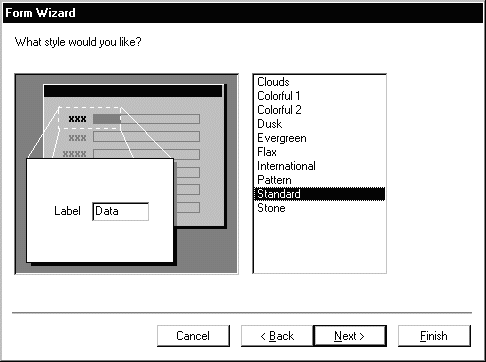 Form Wizard
What style would you like?
xxx
xxx
xxxx
Label Data
Clouds
Colorful 1
Colorful 2
Dusk
Evergreen
Flax
International
Pattern
Standard
Stone
Cancel < Back Next > Finish